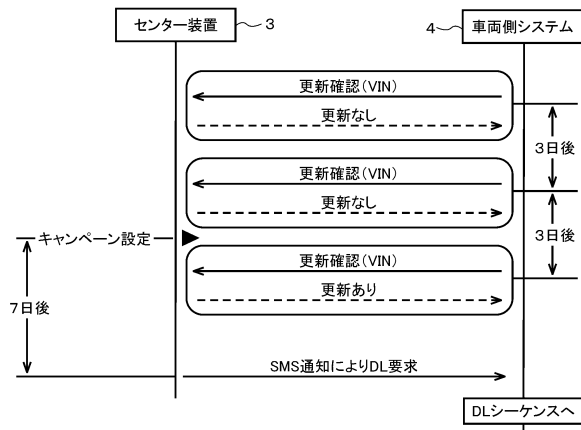 センター装置
3
4
車両側システム
更新確認(VIN)
更新なし
3日後
更新確認(VIN)
更新なし
キャンペーン設定
3日後
更新確認(VIN)
更新あり
7日後
SMS通知によりDL要求
DLシーケンスへ